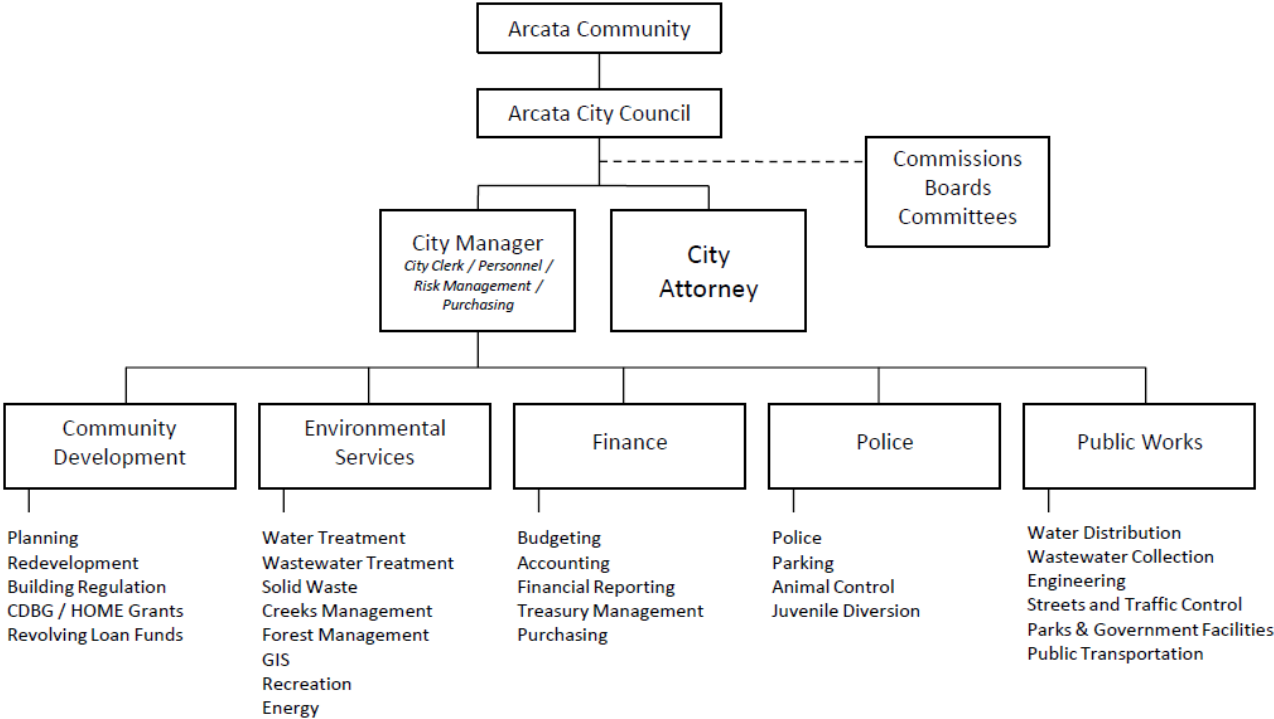 Arcata Community
Arcata City Council
Commissions
Boards
Committees
City Manager
City Clerk / Personnel /
Risk Management /
Purchasing
City
Attorney
Community
Development
Environmental
Services
Finance
Police
Public Works
Planning
Redevelopment
Building Regulation
CDBG / HOME Grants
Revolving Loan Funds
Water Treatment
Wastewater Treatment
Solid Waste
Creeks Management
Forest Management
GIS
Recreation
Energy
Budgeting
Accounting
Financial Reporting
Treasury Management
Purchasing
Police
Parking
Animal Control
Juvenile Diversion
Water Distribution
Wastewater Collection
Engineering
Streets and Traffic Control
Parks & Government Facilities
Public Transportation